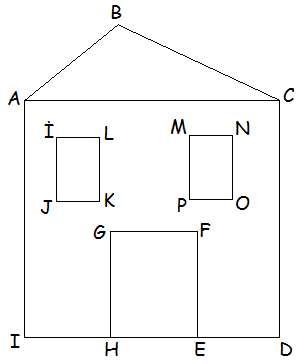 B
A C
İ L M N
J K P O
G F
I H E D